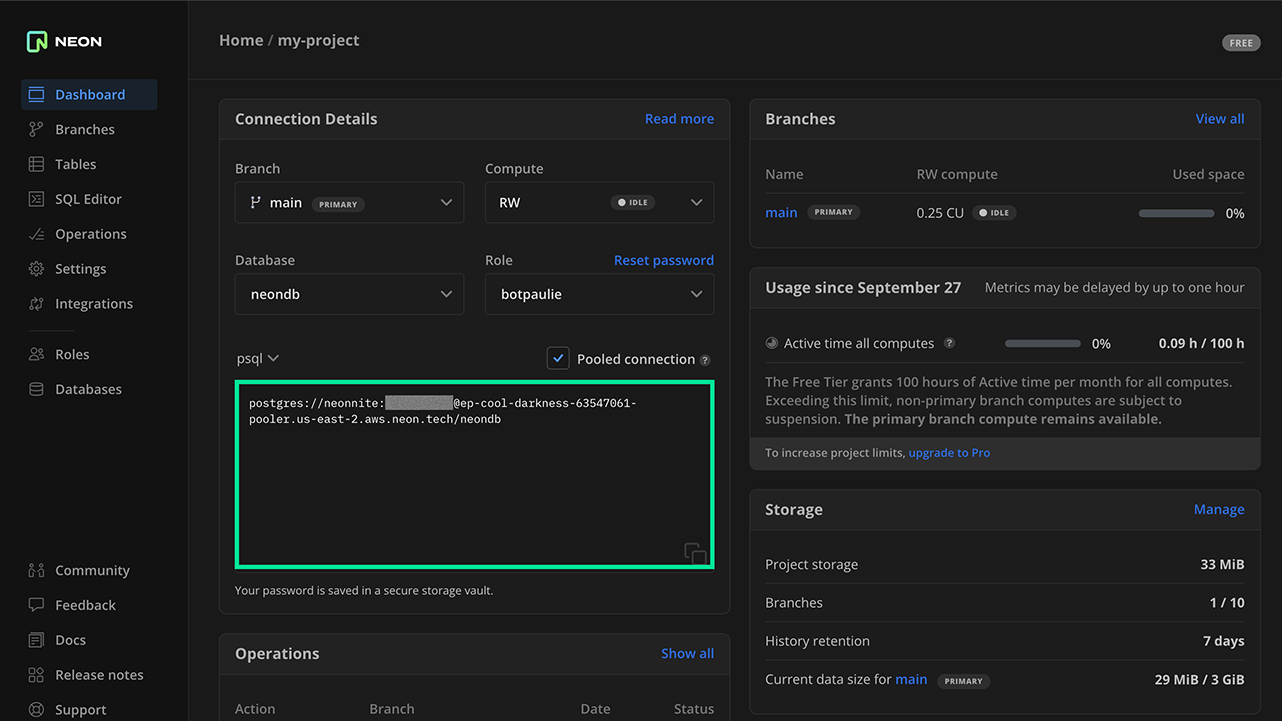 NEON
Home / my-project
FREE
Dashboard
Branches
Tables
SQL Editor
Operations
Settings
Integrations
Roles
Databases
Community
Feedback
Docs
Release notes
Support
Connection Details
Read more
Branch
Compute
main PRIMARY
RW IDLE
Database
Role
Reset password
neondb
botpaulie
psql
Pooled connection ?
postgres://neonnite:@ep-cool-darkness-63547061-
pooler.us-east-2.aws.neon.tech/neondb
Your password is saved in a secure storage vault.
Operations
Show all
Action Branch Date Status
Branches
View all
Name RW compute Used space
main PRIMARY 0.25 CU IDLE 0%
Usage since September 27 Metrics may be delayed by up to one hour
Active time all computes ? 0% 0.09 h / 100 h
The Free Tier grants 100 hours of Active time per month for all computes.
Exceeding this limit, non-primary branch computes are subject to
suspension. The primary branch compute remains available.
To increase project limits, upgrade to Pro
Storage
Manage
Project storage 33 MiB
Branches 1 / 10
History retention 7 days
Current data size for main PRIMARY 29 MiB / 3 GiB